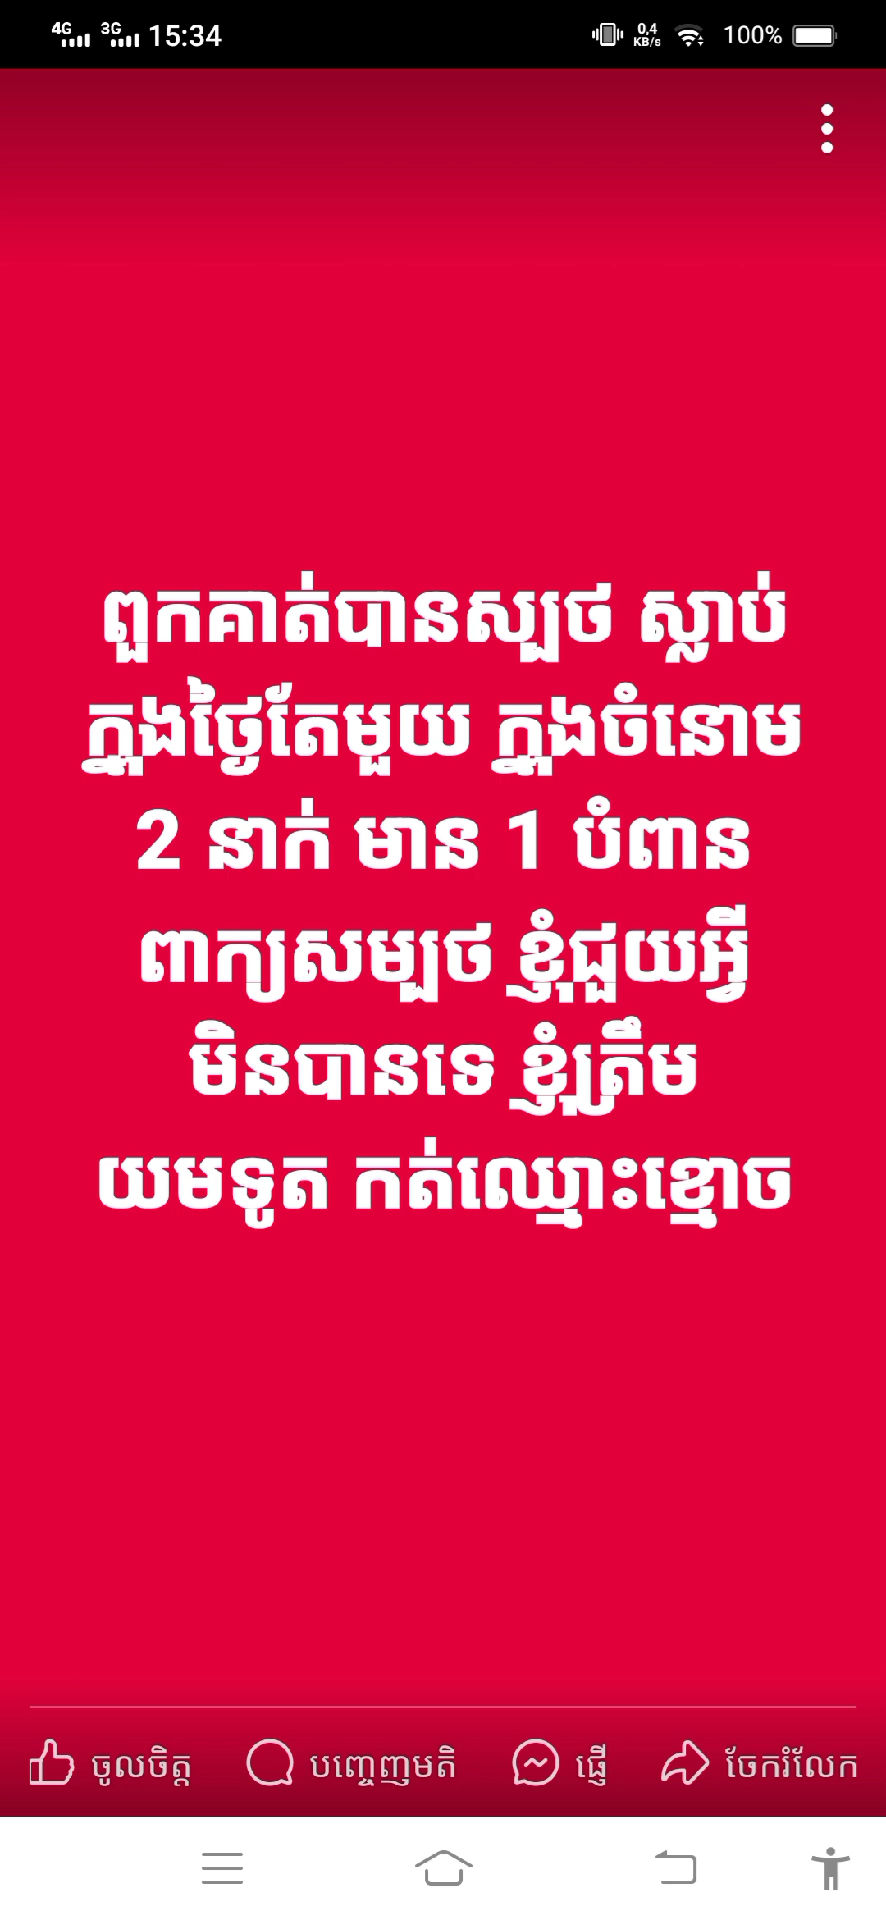 4G 3G 15:34 0.4 KB/s 100%
ពួកគាត់បានស្បថ ស្លាប់
ក្នុងថ្ងៃតែមួយ ក្នុងចំនោម
2 នាក់ មាន 1 បំពាន
ពាក្យសម្បថ ខ្ញុំជួយអ្វី
មិនបានទេ ខ្ញុំត្រឹម
យមទូត កត់ឈ្មោះខ្មោច
ចូលចិត្ត បញ្ចេញមតិ ផ្ញើ ចែករំលែក